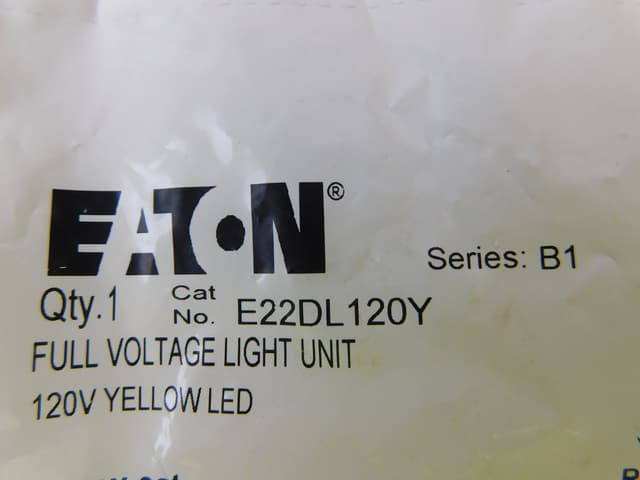 EATON®
Series: B1
Qty.1 Cat No. E22DL120Y
FULL VOLTAGE LIGHT UNIT
120V YELLOW LED